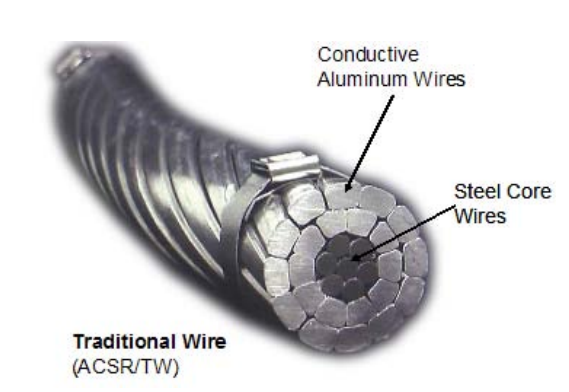 Conductive
Aluminum Wires
Steel Core
Wires
Traditional Wire
(ACSR/TW)